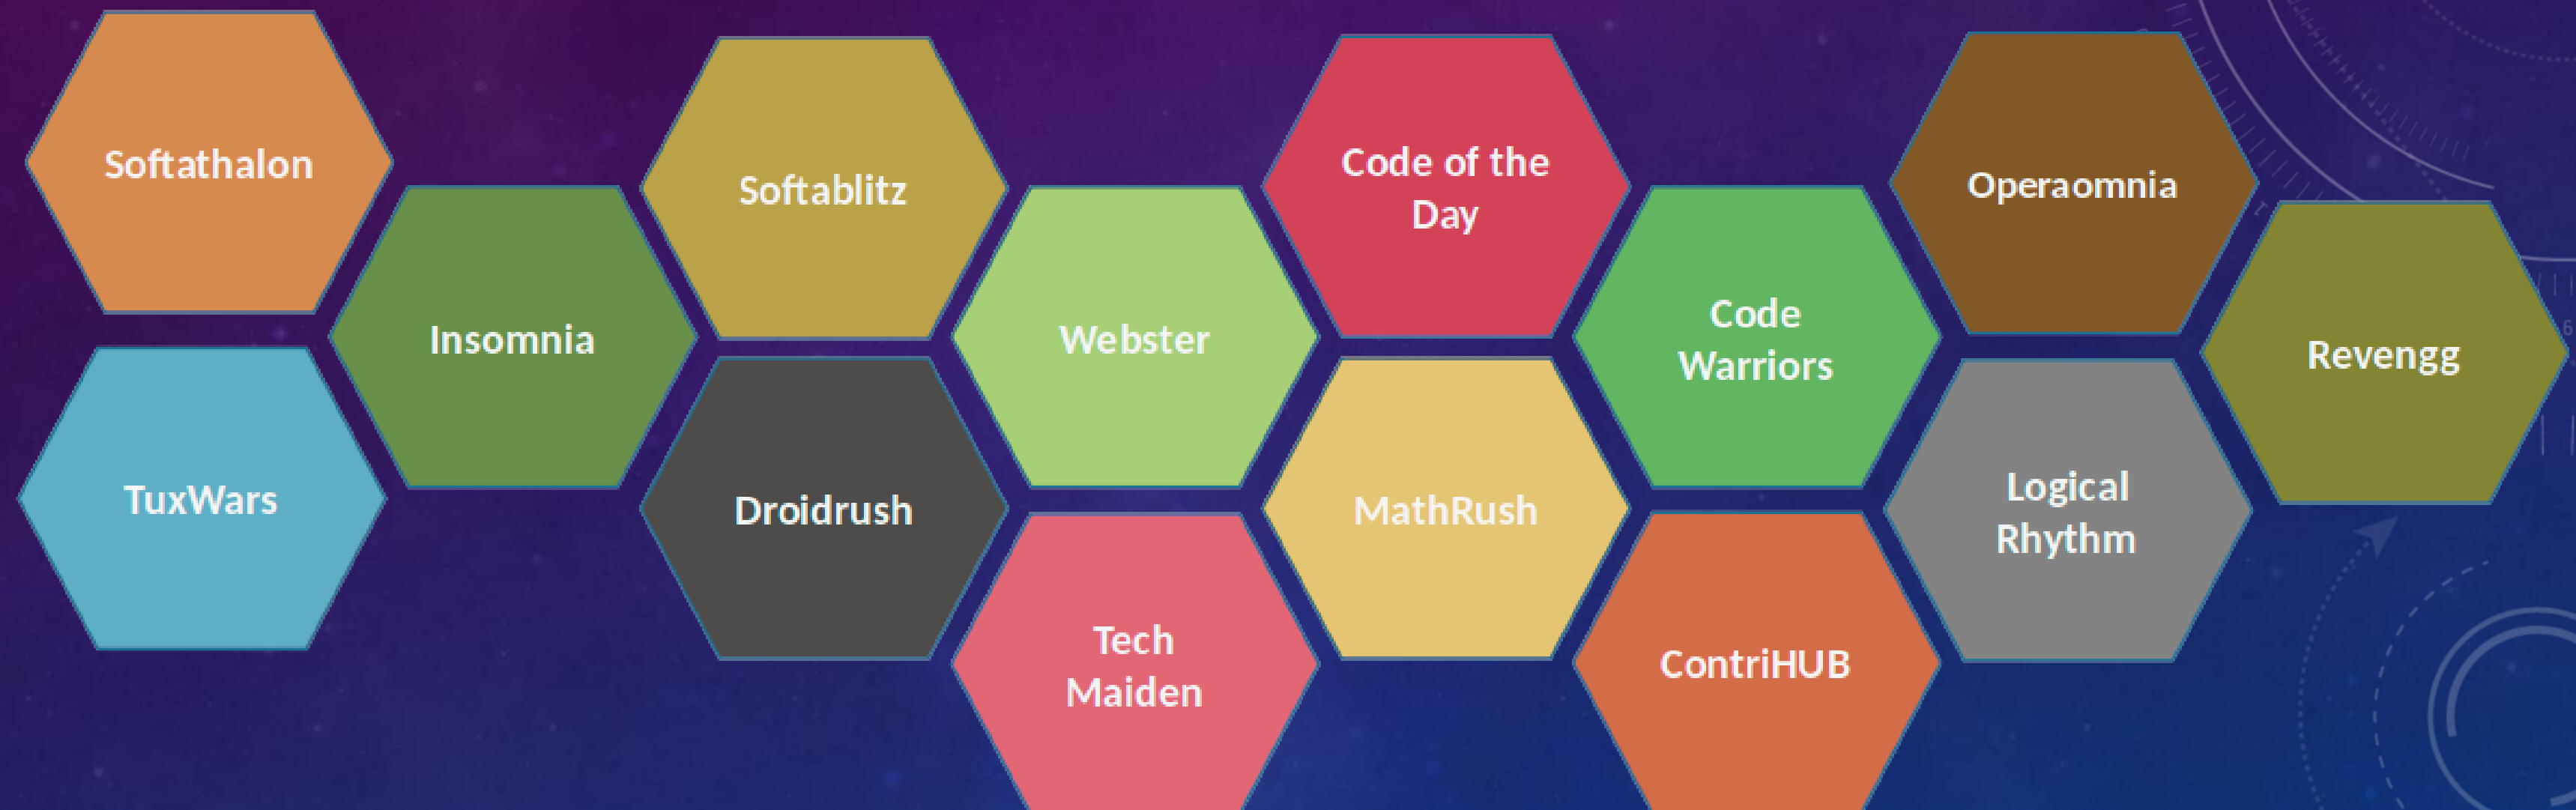 Softathalon
Insomnia
TuxWars
Softablitz
Droidrush
Webster
Tech
Maiden
Code of the
Day
MathRush
Code
Warriors
ContriHUB
Operaomnia
Logical
Rhythm
Revengg